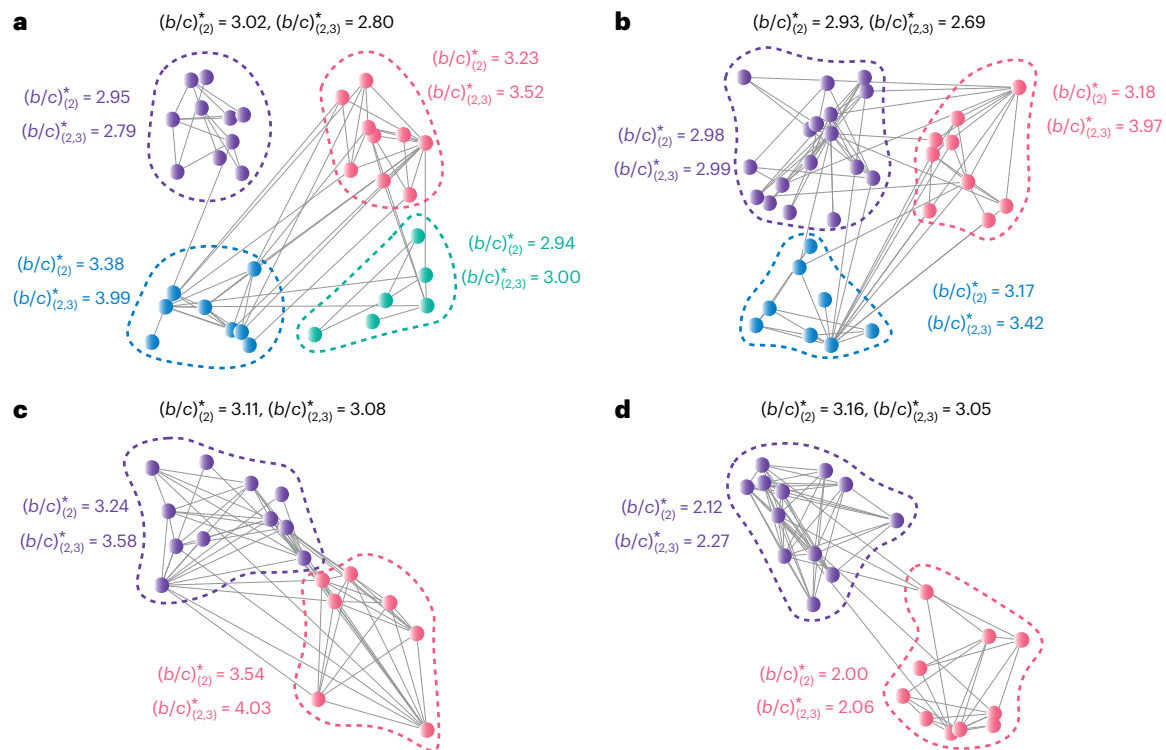 a
(b/c)*(2) = 3.02, (b/c)*(2,3) = 2.80
(b/c)*(2) = 2.95
(b/c)*(2,3) = 2.79
(b/c)*(2) = 3.23
(b/c)*(2,3) = 3.52
(b/c)*(2) = 3.38
(b/c)*(2,3) = 3.99
(b/c)*(2) = 2.94
(b/c)*(2,3) = 3.00
b
(b/c)*(2) = 2.93, (b/c)*(2,3) = 2.69
(b/c)*(2) = 2.98
(b/c)*(2,3) = 2.99
(b/c)*(2) = 3.18
(b/c)*(2,3) = 3.97
(b/c)*(2) = 3.17
(b/c)*(2,3) = 3.42
c
(b/c)*(2) = 3.11, (b/c)*(2,3) = 3.08
(b/c)*(2) = 3.24
(b/c)*(2,3) = 3.58
(b/c)*(2) = 3.54
(b/c)*(2,3) = 4.03
d
(b/c)*(2) = 3.16, (b/c)*(2,3) = 3.05
(b/c)*(2) = 2.12
(b/c)*(2,3) = 2.27
(b/c)*(2) = 2.00
(b/c)*(2,3) = 2.06